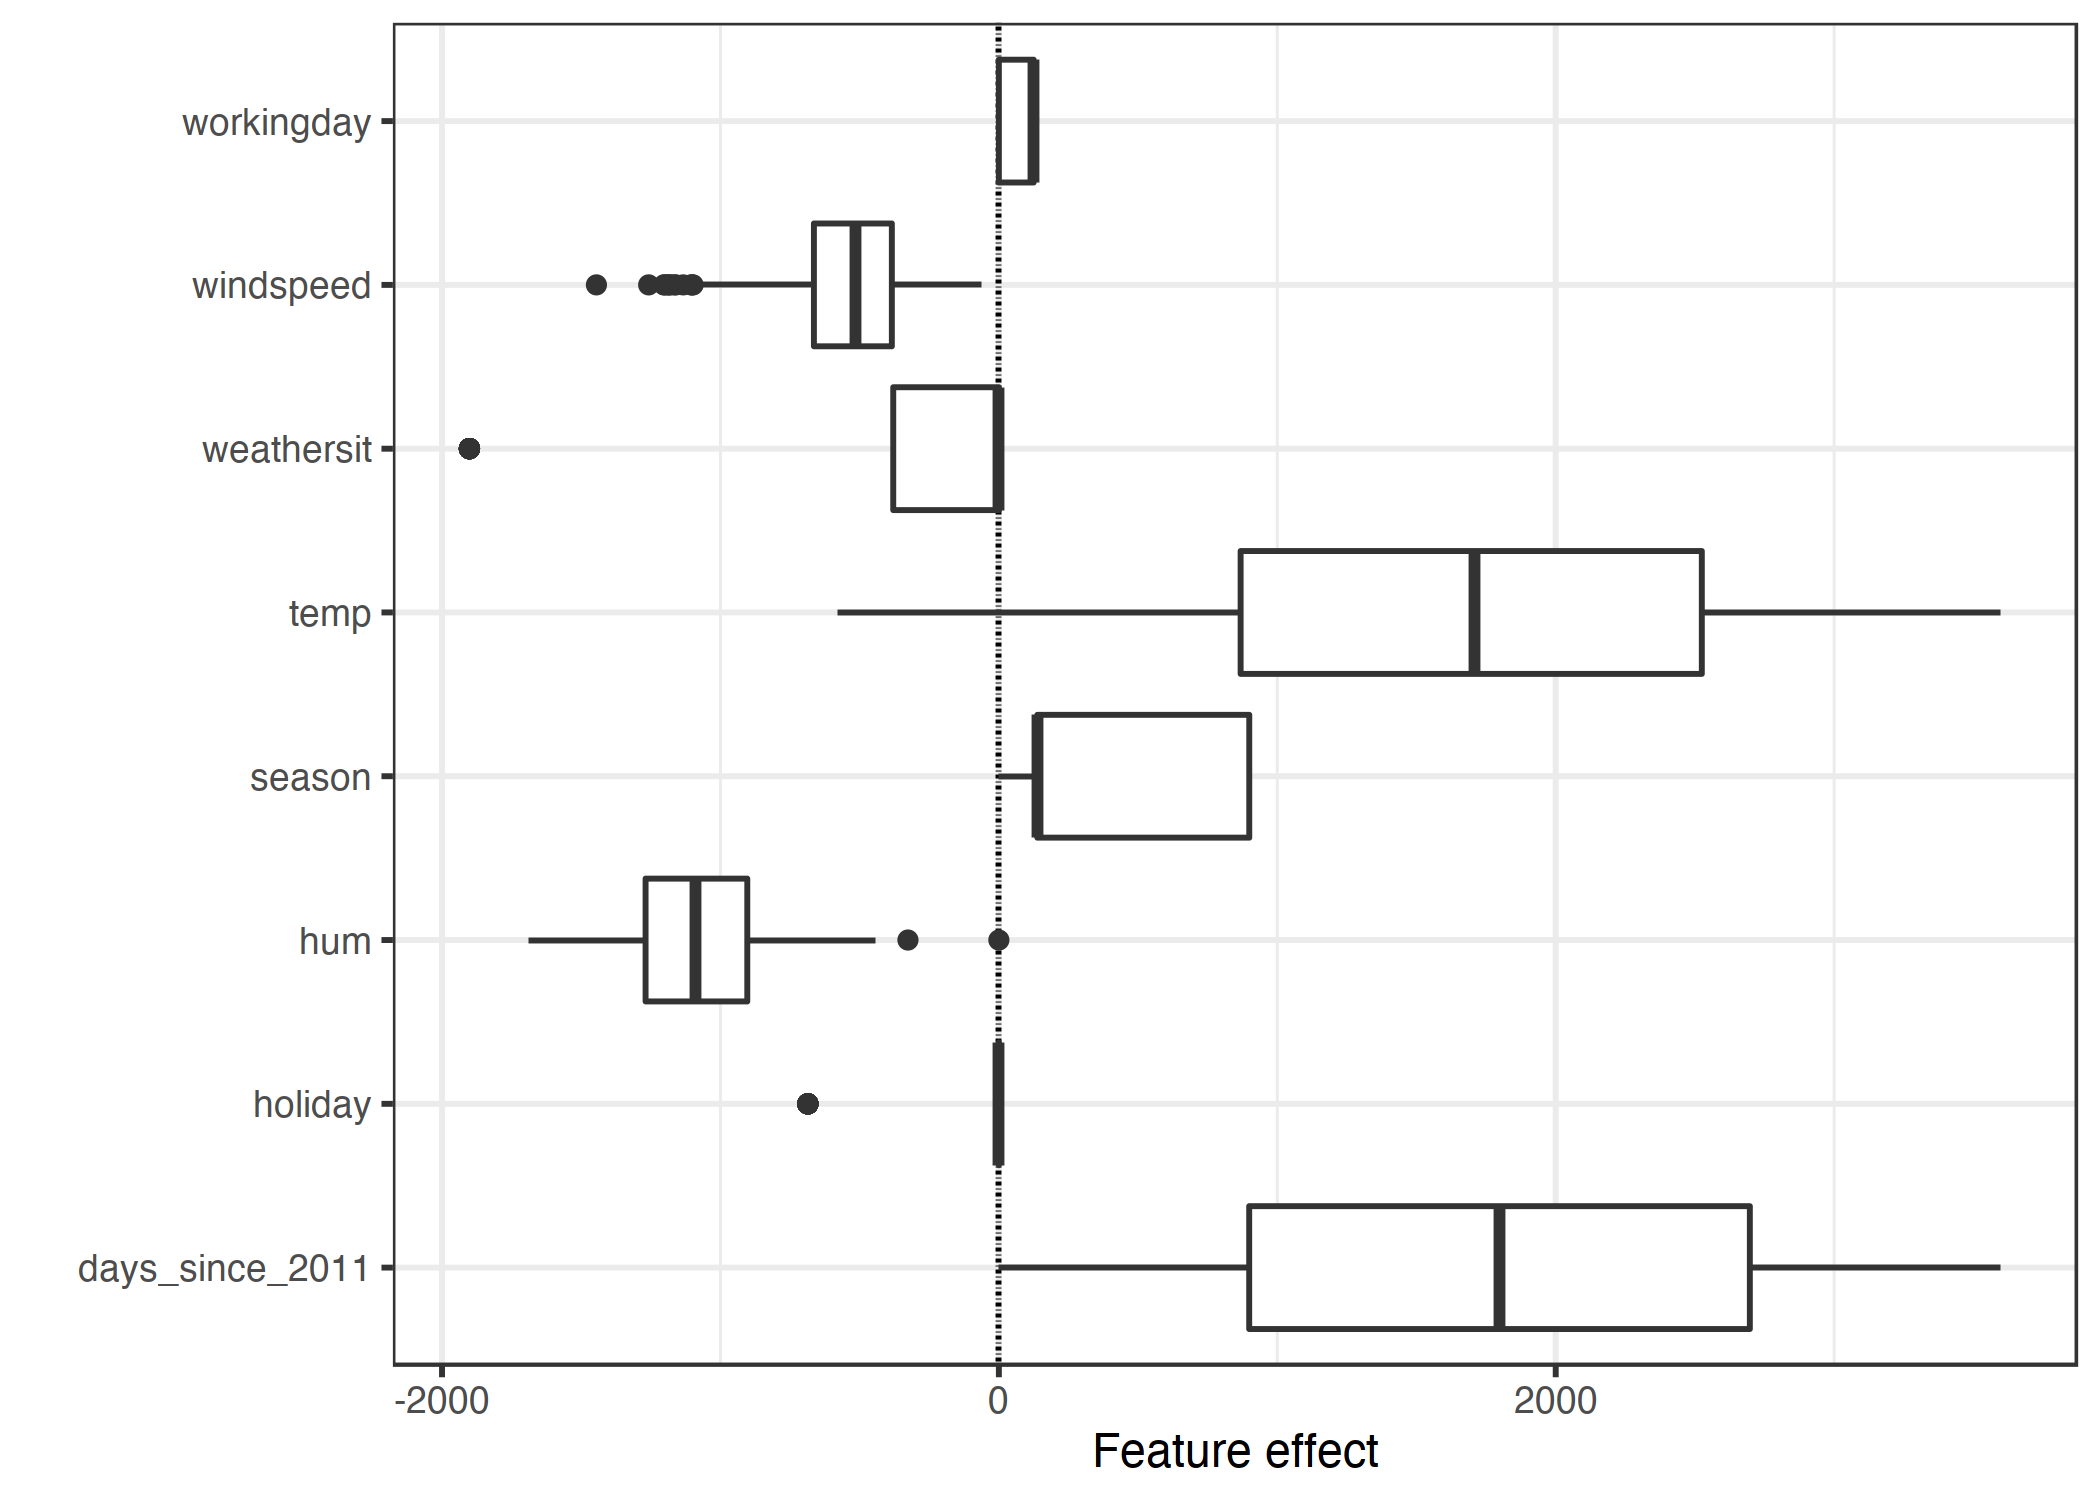 workingday
windspeed
weathersit
temp
season
hum
holiday
days_since_2011
-2000 0 2000
Feature effect